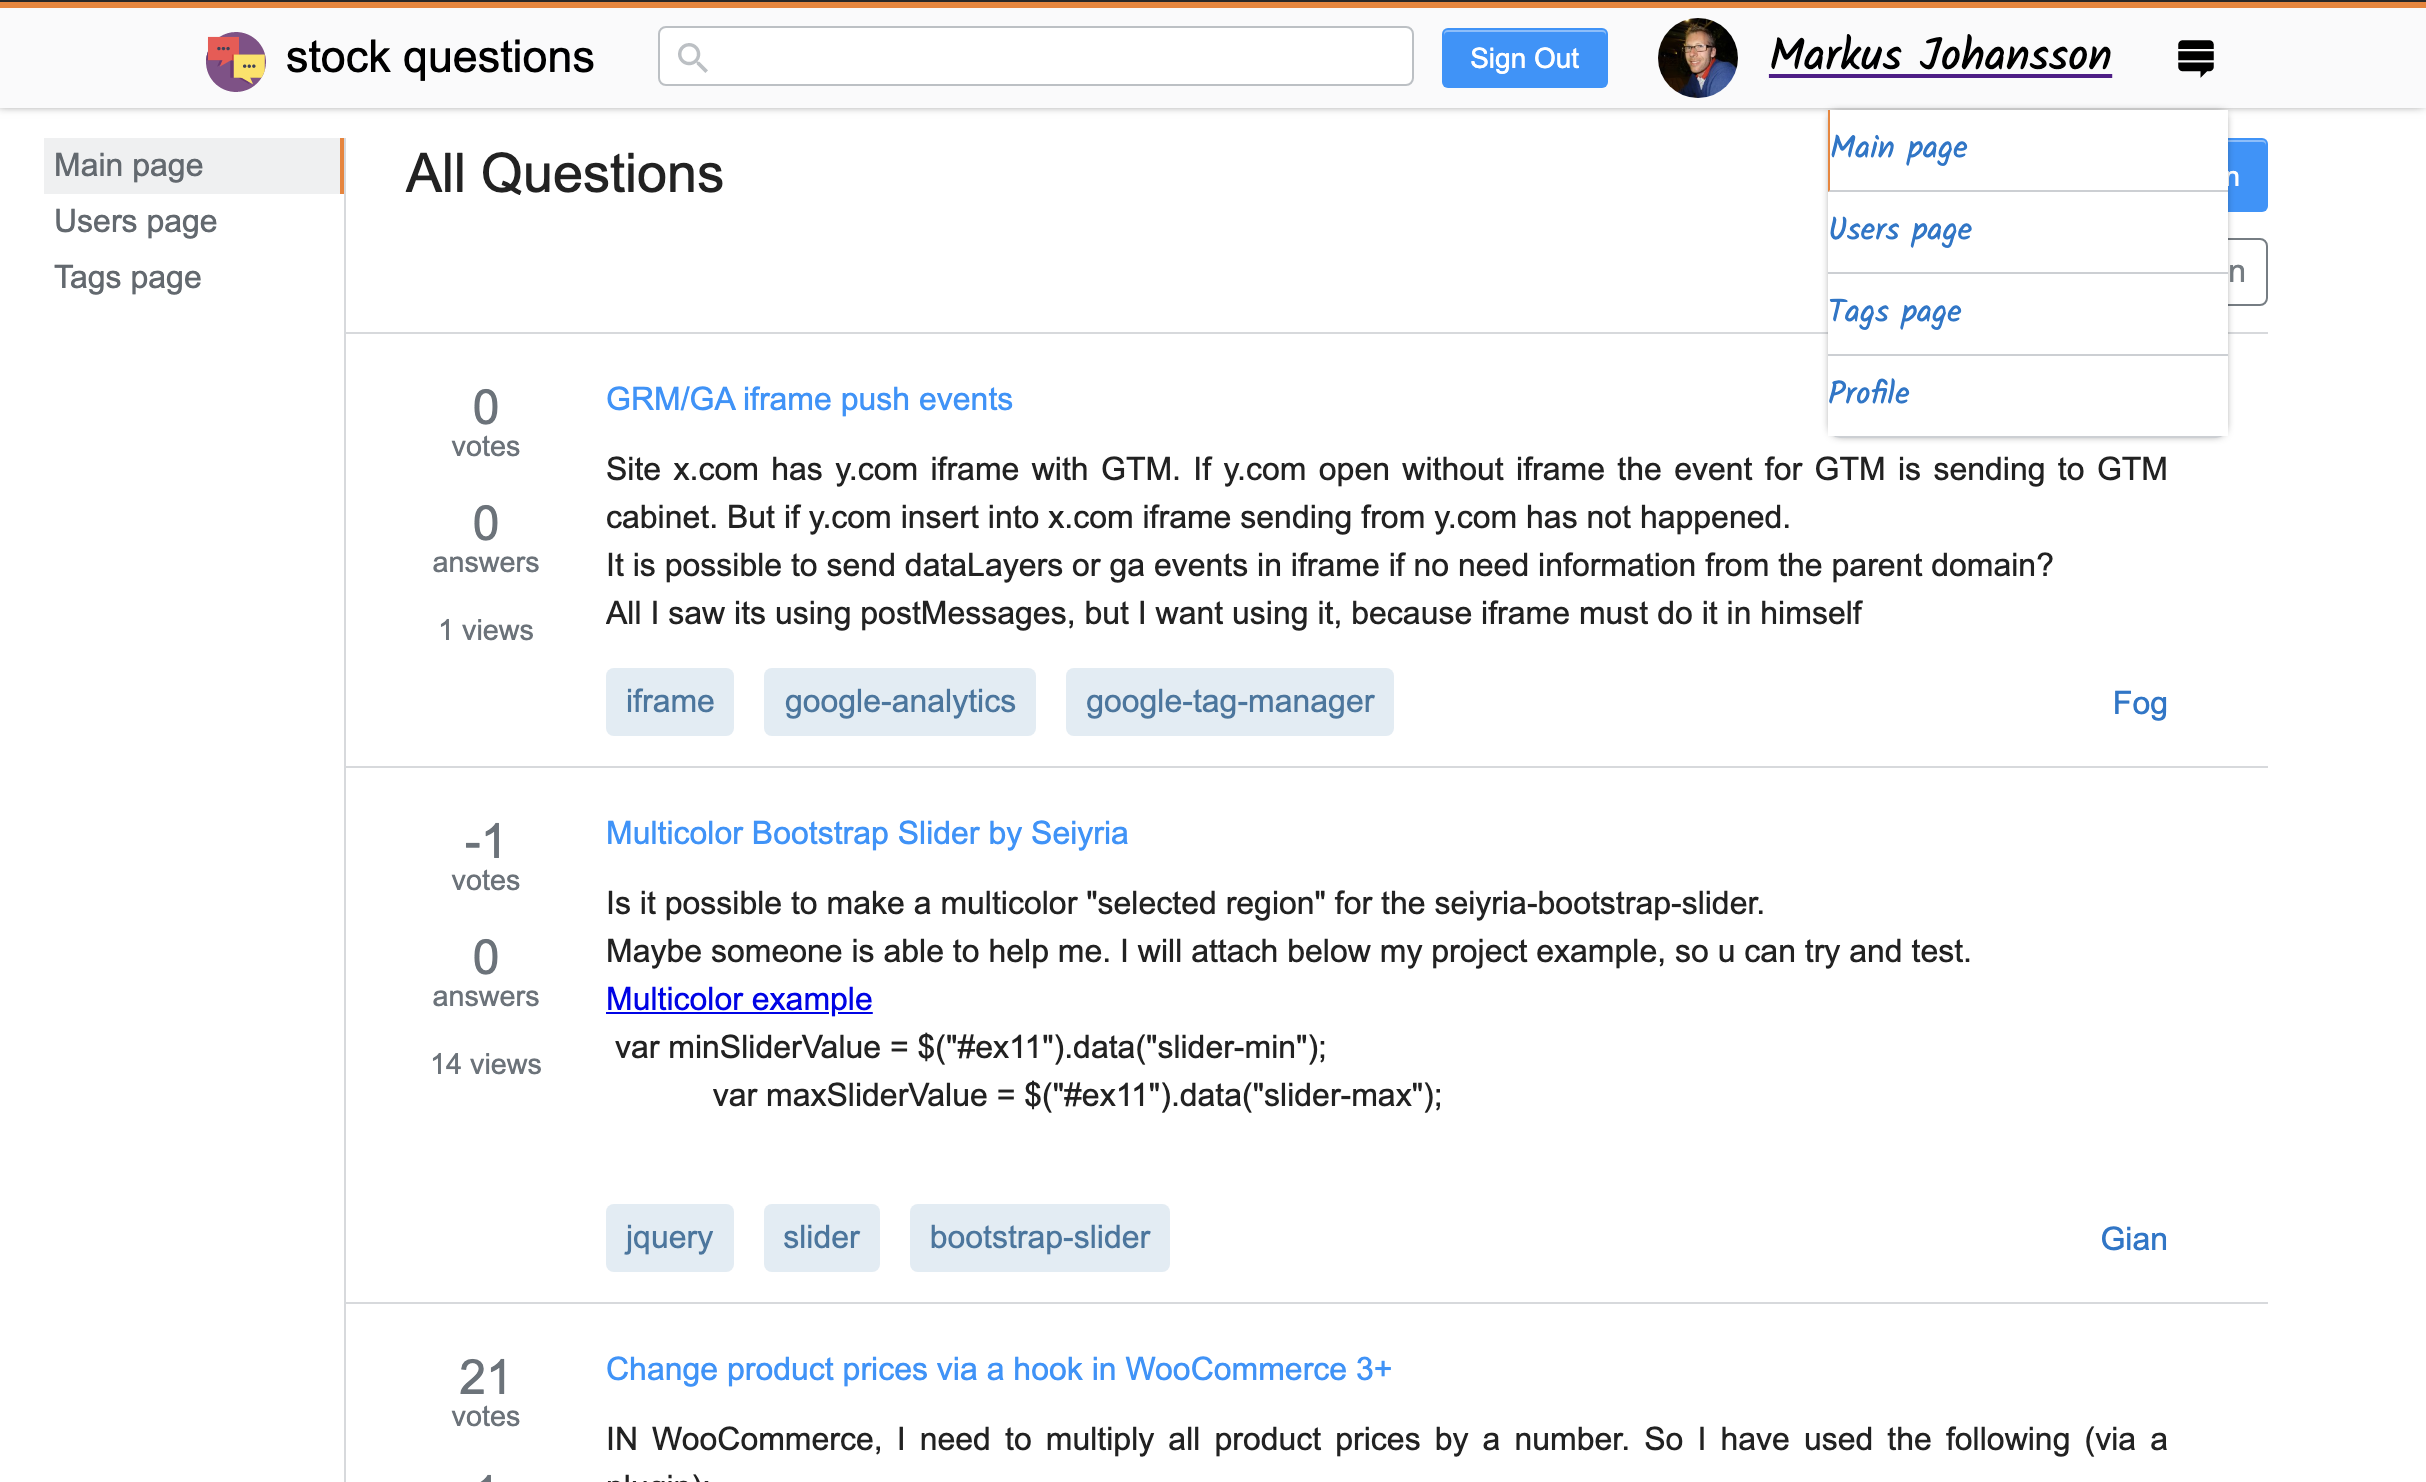 stock questions
Sign Out
Markus Johansson
Main page
Users page
Tags page
Main page
Users page
Tags page
Profile
All Questions
n
n
0
votes
0
answers
1 views
GRM/GA iframe push events
Site x.com has y.com iframe with GTM. If y.com open without iframe the event for GTM is sending to GTM
cabinet. But if y.com insert into x.com iframe sending from y.com has not happened.
It is possible to send dataLayers or ga events in iframe if no need information from the parent domain?
All I saw its using postMessages, but I want using it, because iframe must do it in himself
iframe google-analytics google-tag-manager
Fog
-1
votes
0
answers
14 views
Multicolor Bootstrap Slider by Seiyria
Is it possible to make a multicolor "selected region" for the seiyria-bootstrap-slider.
Maybe someone is able to help me. I will attach below my project example, so u can try and test.
Multicolor example
var minSliderValue = $("#ex11").data("slider-min");
var maxSliderValue = $("#ex11").data("slider-max");
jquery slider bootstrap-slider
Gian
21
votes
Change product prices via a hook in WooCommerce 3+
IN WooCommerce, I need to multiply all product prices by a number. So I have used the following (via a